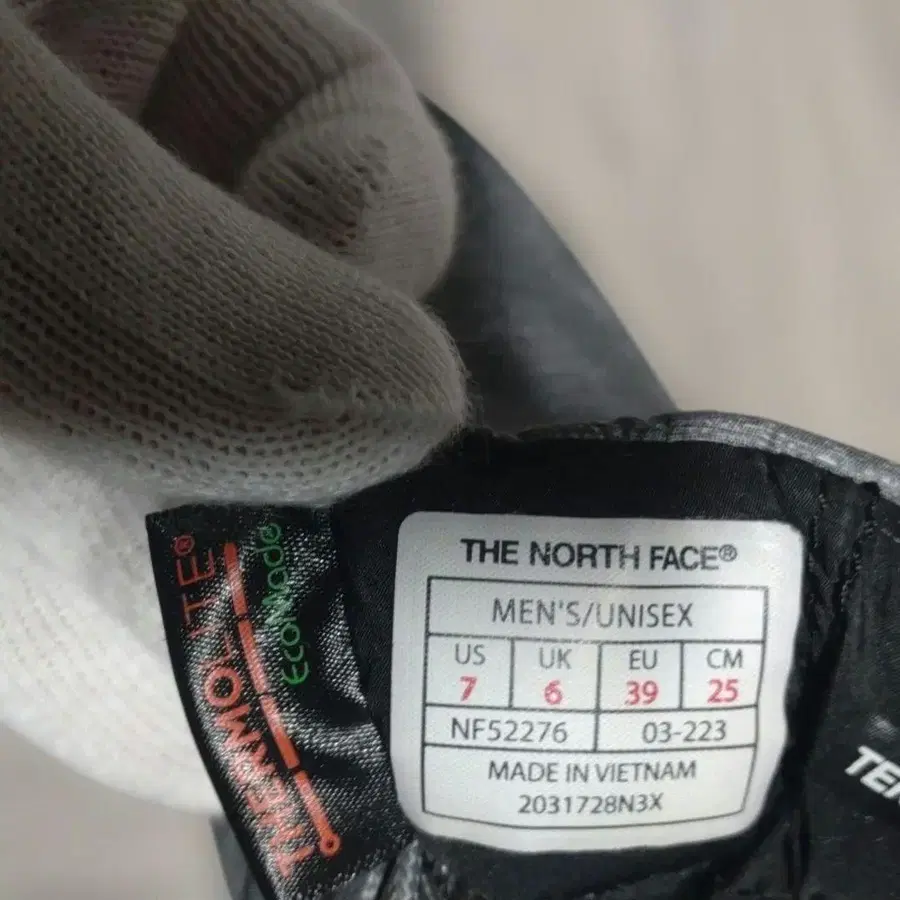 THERMOLITE®
EcoMade
THE NORTH FACE®
MEN'S/UNISEX
US UK EU CM
7 6 39 25
NF52276 03-223
MADE IN VIETNAM
2031728N3X